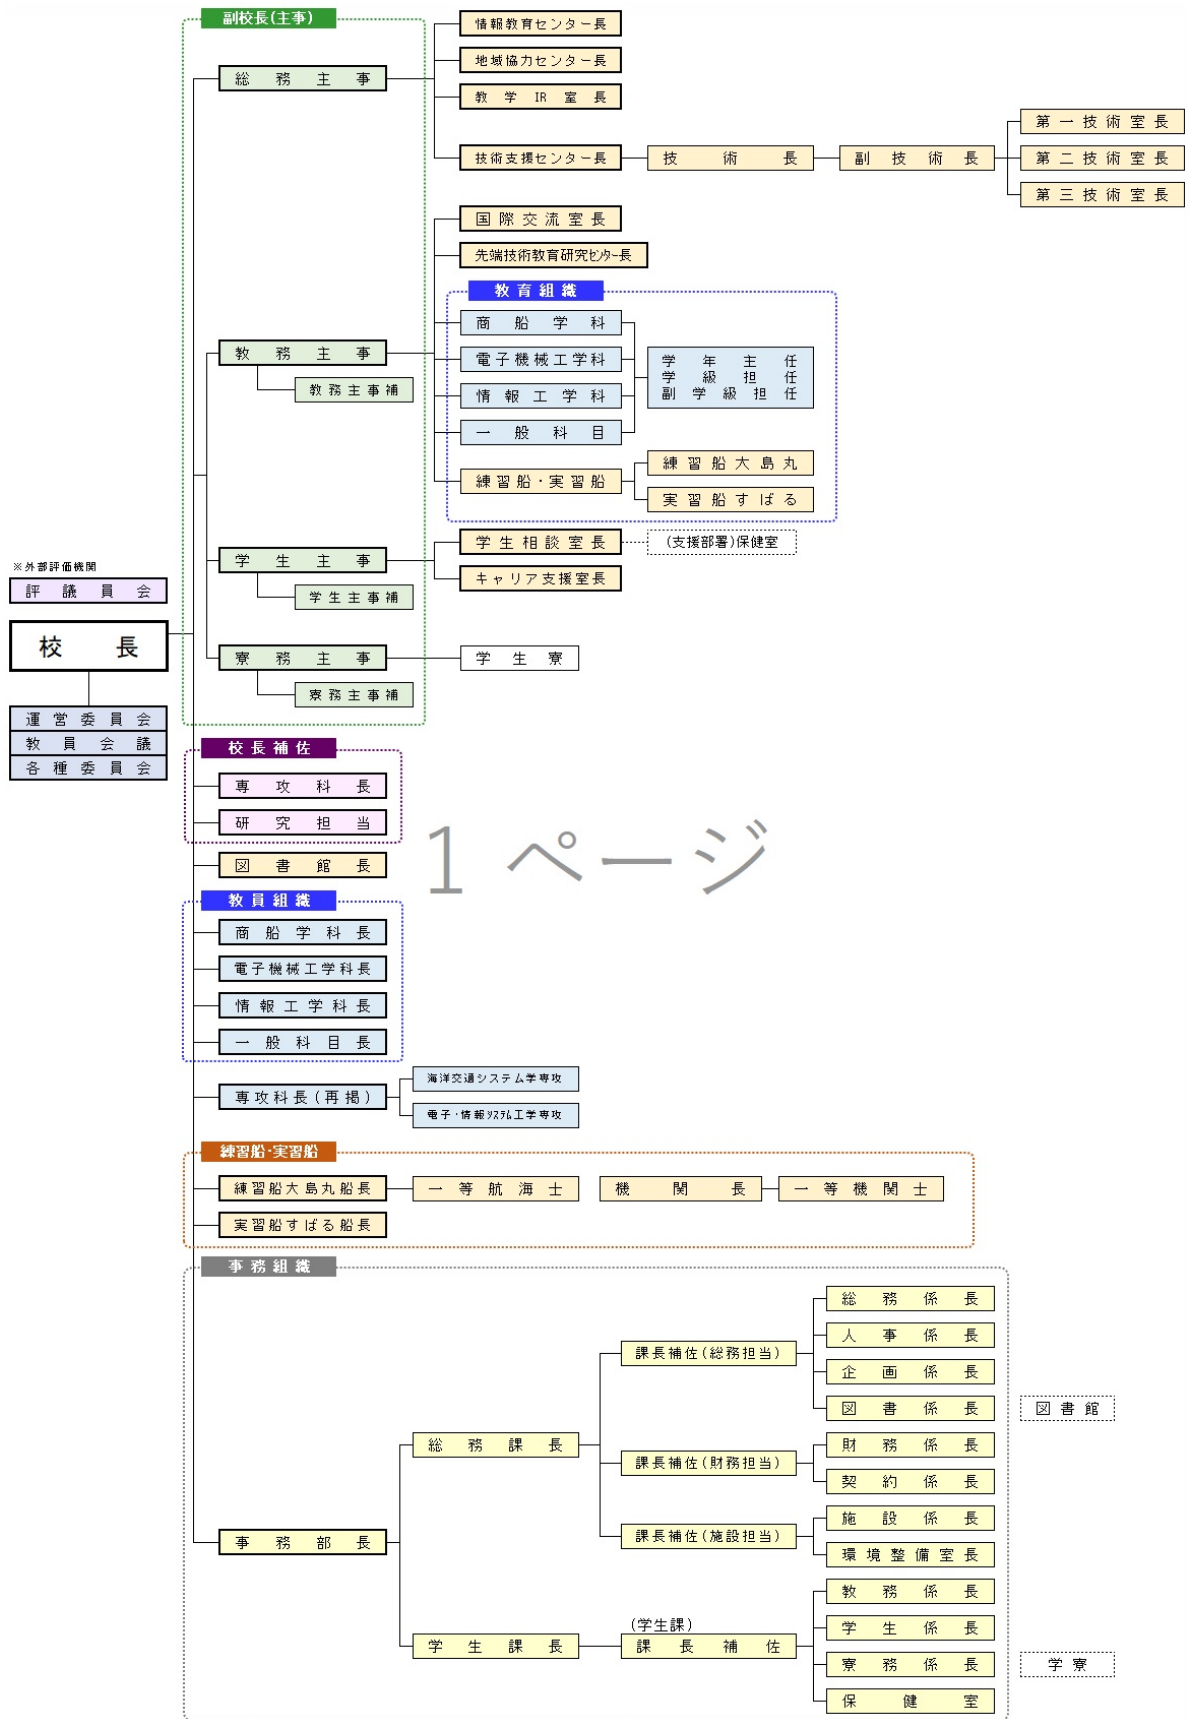 副校長(主事)
総務主事
情報教育センター長
地域協力センター長
教学IR室長
技術支援センター長
技術長
副技術長
第一技術室長
第二技術室長
第三技術室長
教務主事
教務主事補
国際交流室長
先端技術教育研究センター長
教育組織
商船学科
電子機械工学科
情報工学科
一般科目
学年主任
学級担任
副学級担任
練習船・実習船
練習船大島丸
実習船すばる
学生主事
学生主事補
学生相談室長
(支援部署)保健室
キャリア支援室長
寮務主事
寮務主事補
学生寮
※外部評価機関
評議員会
校長
運営委員会
教員会議
各種委員会
校長補佐
専攻科長
研究担当
1 ページ
図書館長
教員組織
商船学科長
電子機械工学科長
情報工学科長
一般科目長
専攻科長(再掲)
海洋交通システム学専攻
電子・情報システム工学専攻
練習船・実習船
練習船大島丸船長
一等航海士
機関長
一等機関士
実習船すばる船長
事務組織
事務部長
総務課長
課長補佐(総務担当)
総務係長
人事係長
企画係長
図書係長
図書館
課長補佐(財務担当)
財務係長
契約係長
課長補佐(施設担当)
施設係長
環境整備室長
学生課長
(学生課)
課長補佐
教務係長
学生係長
寮務係長
学寮
保健室